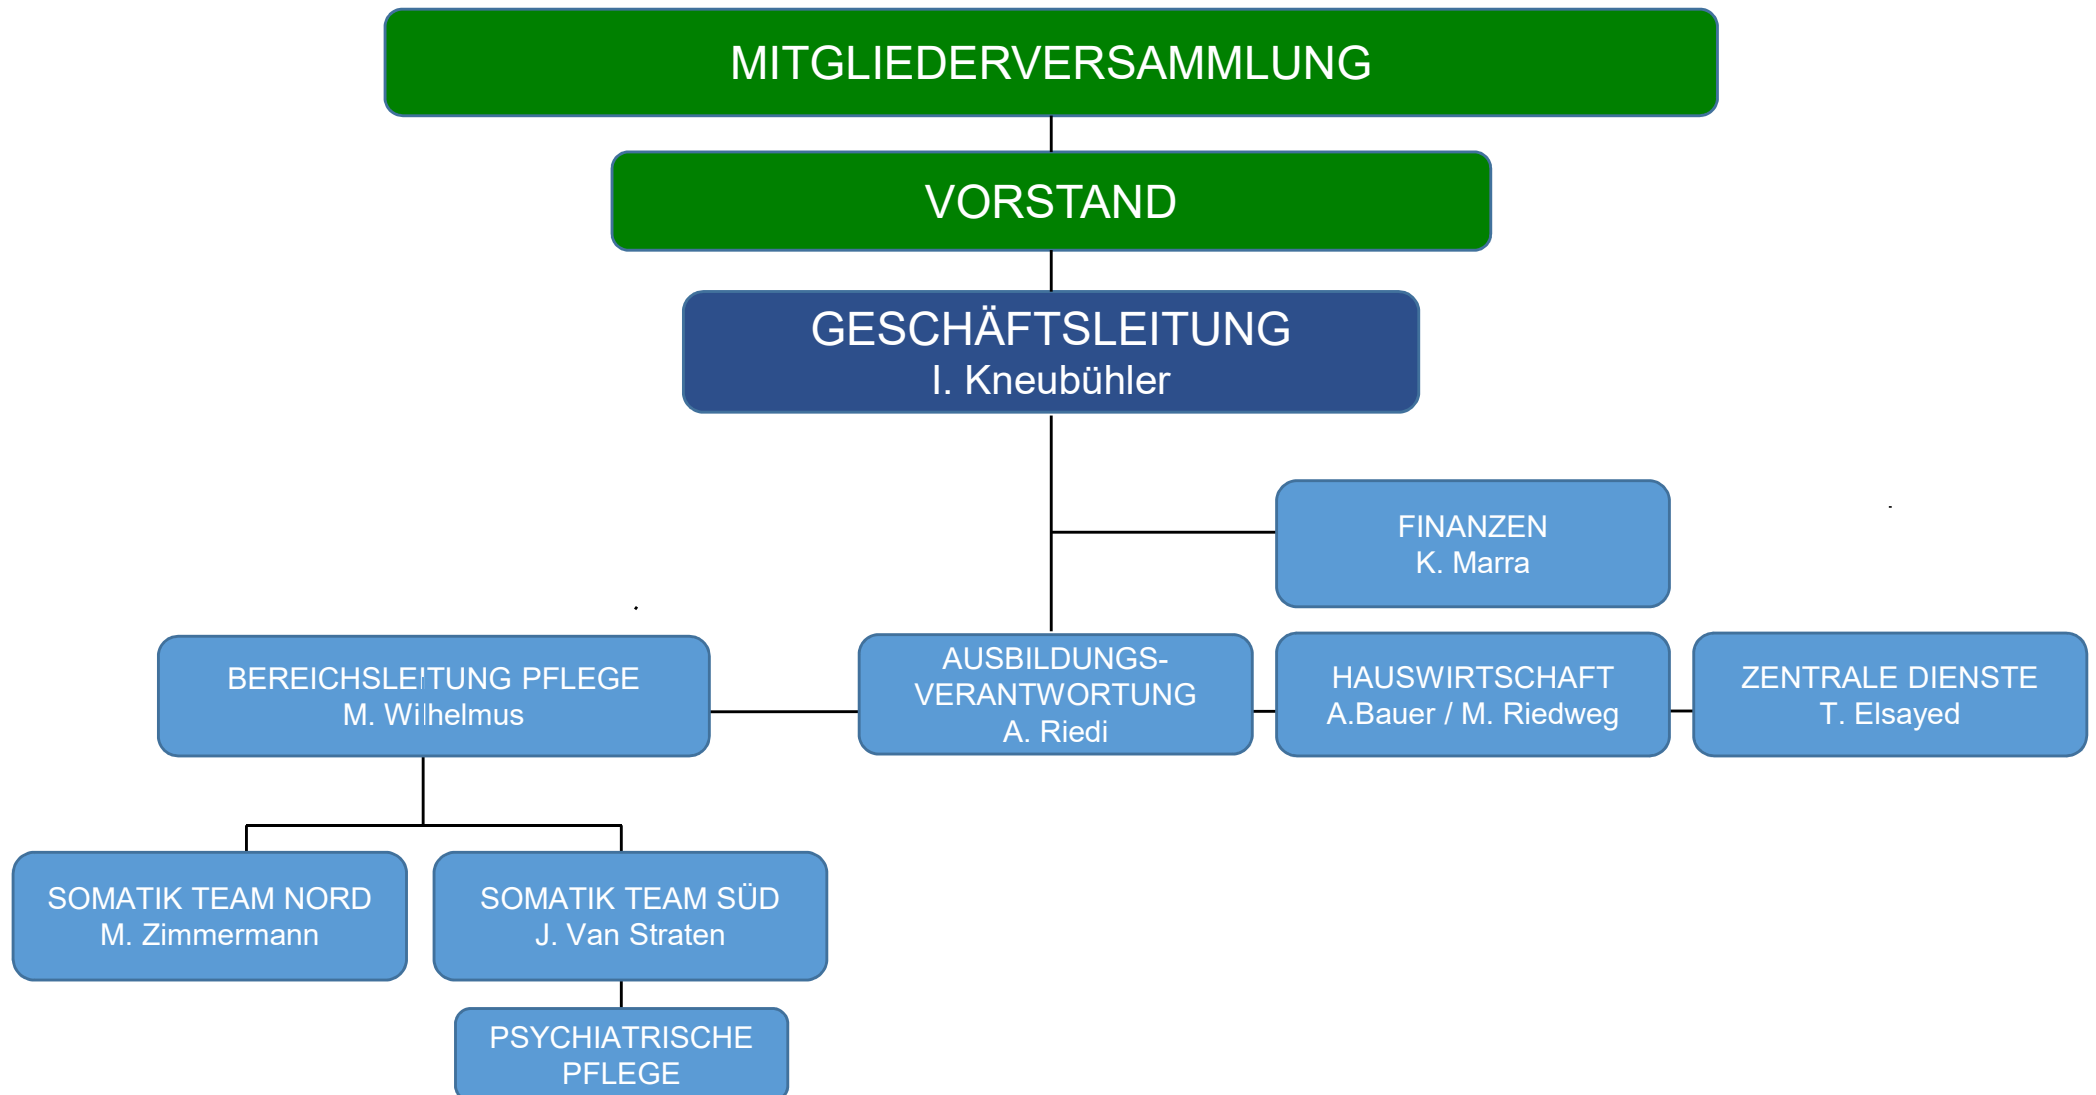 MITGLIEDERVERSAMMLUNG
VORSTAND
GESCHÄFTSLEITUNG
I. Kneubühler
FINANZEN
K. Marra
BEREICHSLEITUNG PFLEGE
M. Wilhelmus
AUSBILDUNGS-
VERANTWORTUNG
A. Riedi
HAUSWIRTSCHAFT
A.Bauer / M. Riedweg
ZENTRALE DIENSTE
T. Elsayed
SOMATIK TEAM NORD
M. Zimmermann
SOMATIK TEAM SÜD
J. Van Straten
PSYCHIATRISCHE
PFLEGE